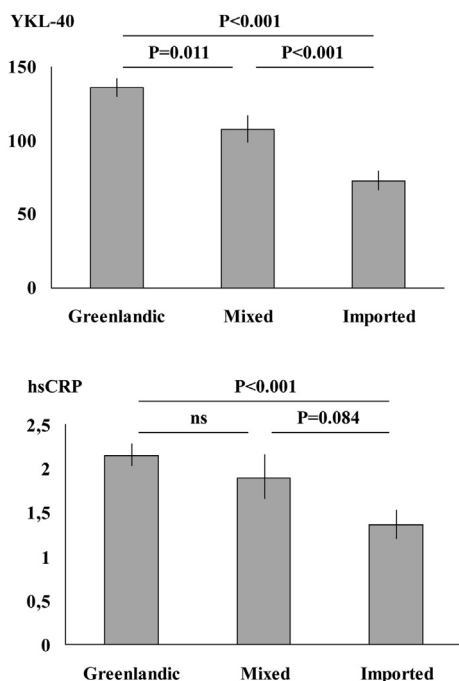 YKL-40
P<0.001
P=0.011 P<0.001
150
100
50
0
Greenlandic Mixed Imported
hsCRP
P<0.001
2,5
ns P=0.084
2
1,5
1
0,5
0
Greenlandic Mixed Imported